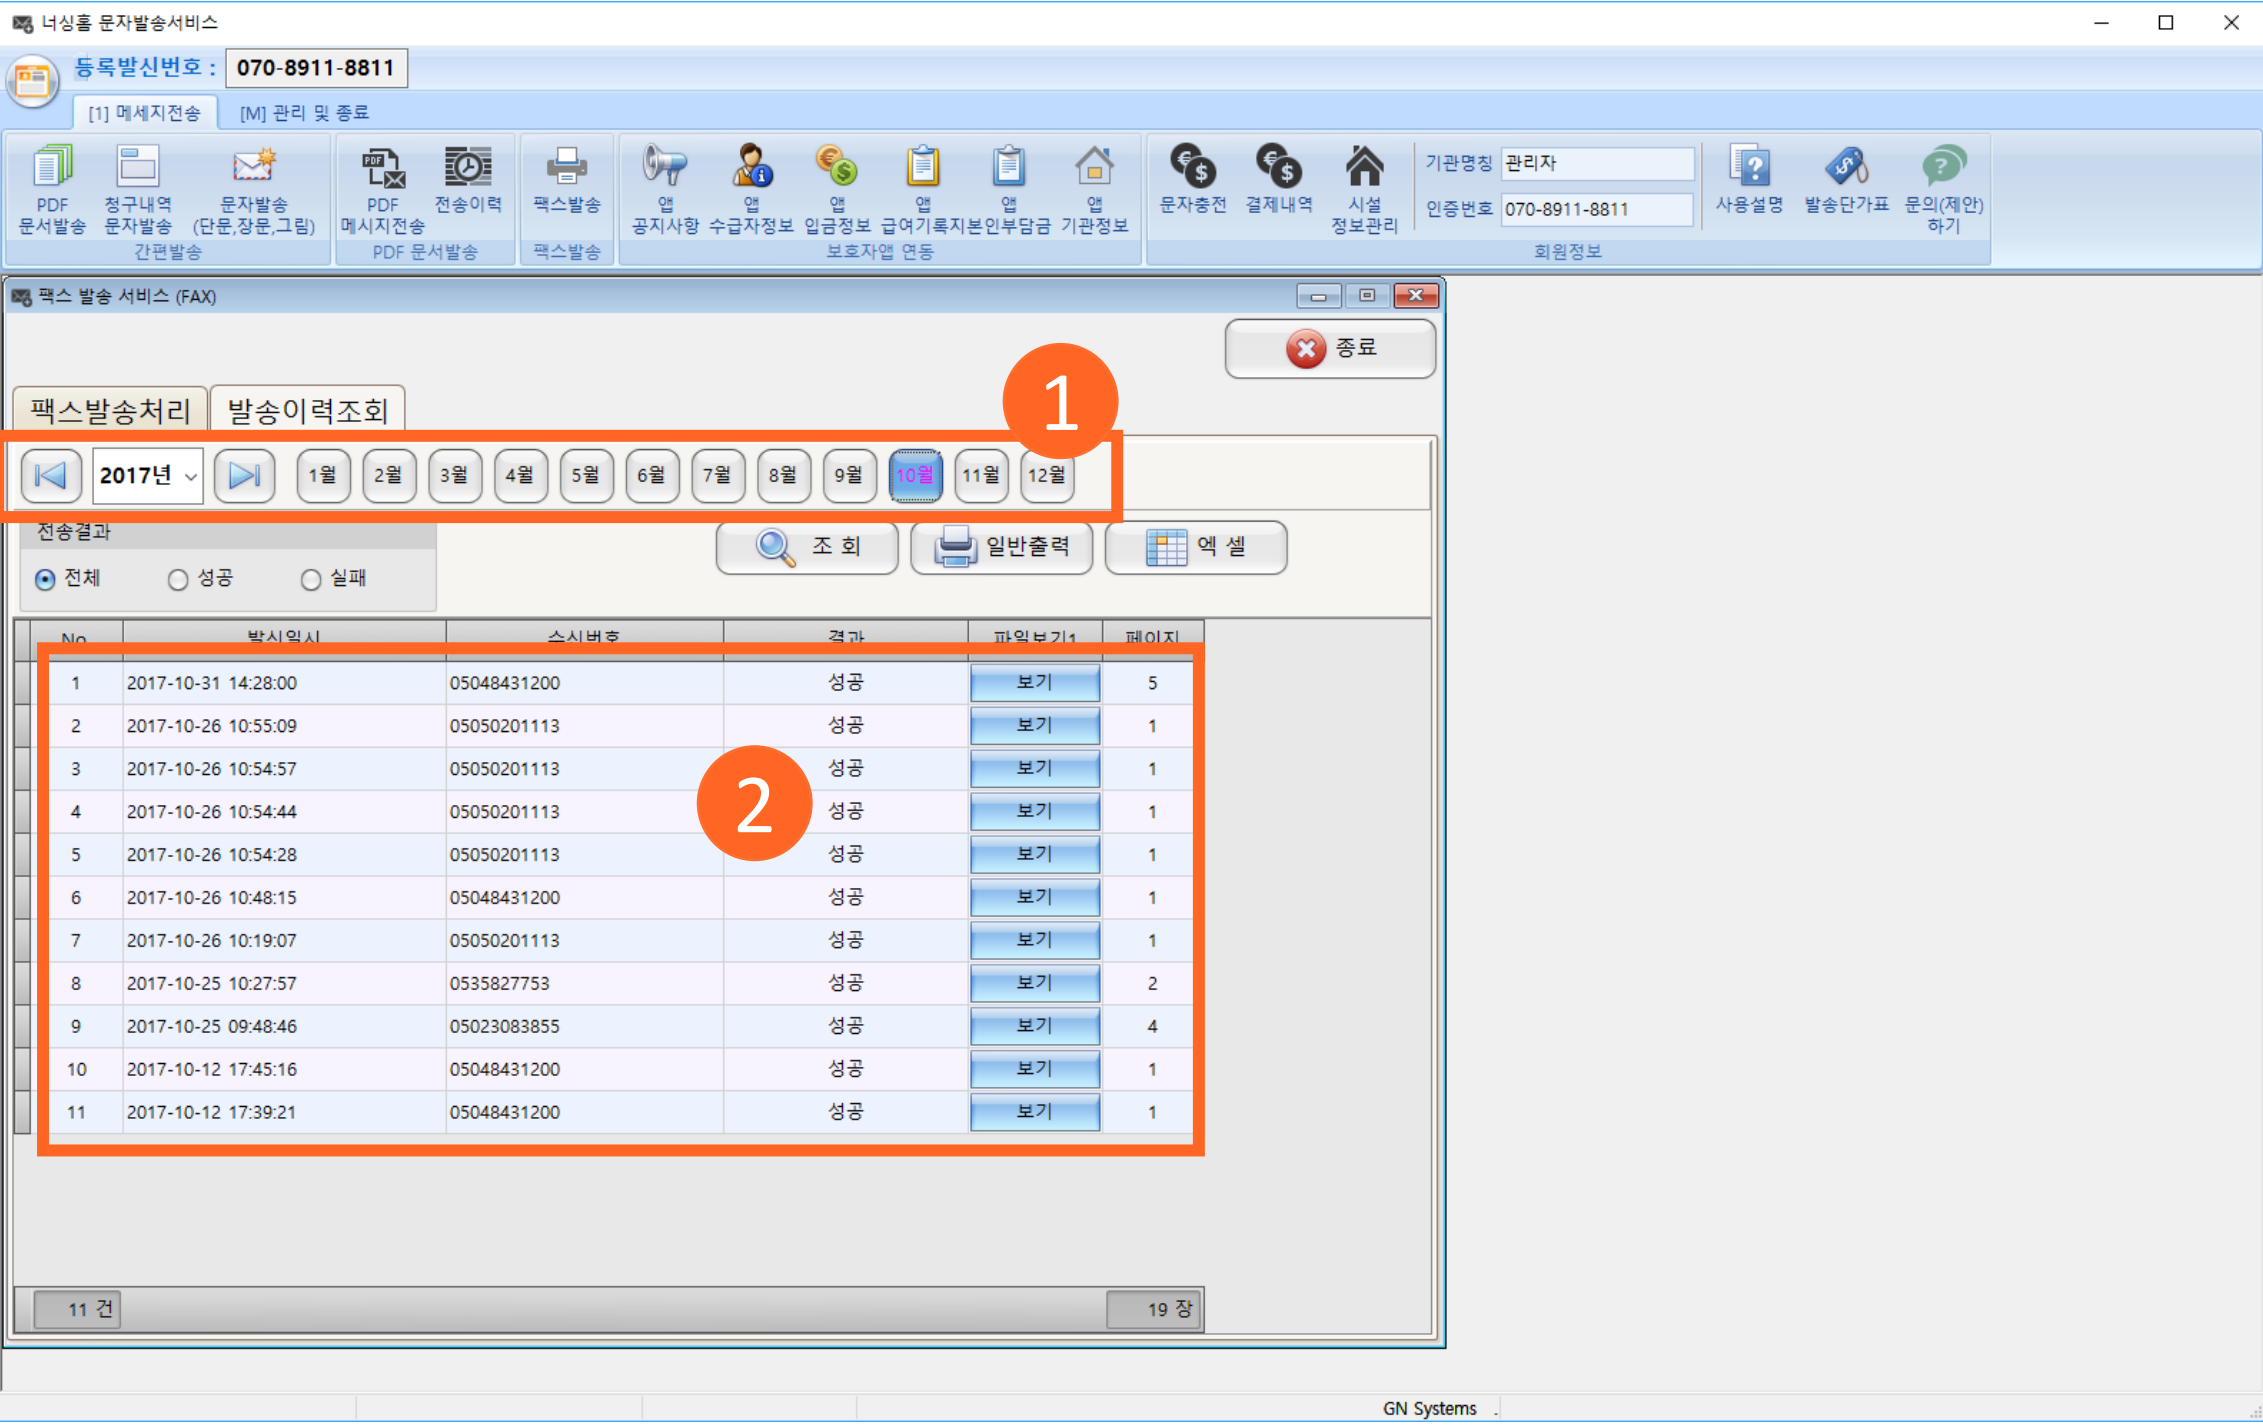 너싱홈 문자발송서비스
등록발신번호 : 070-8911-8811
[1] 메세지전송 [M] 관리 및 종료
PDF 문서발송
청구내역 문자발송
문자발송 (단문,장문,그림)
간편발송
PDF 메시지전송
전송이력
PDF 문서발송
팩스발송
팩스발송
앱 공지사항
앱 수급자정보
앱 입금정보
앱 급여기록지
앱 본인부담금
앱 기관정보
보호자앱 연동
문자충전
결제내역
시설 정보관리
기관명칭 관리자
인증번호 070-8911-8811
사용설명
발송단가표
문의(제안)하기
회원정보
팩스 발송 서비스 (FAX)
종료
1
팩스발송처리 발송이력조회
2017년 1월 2월 3월 4월 5월 6월 7월 8월 9월 10월 11월 12월
전송결과
전체 성공 실패
조 회 일반출력 엑 셀
No 발신일시 수신번호 결과 파일보기1 페이지
1 2017-10-31 14:28:00 05048431200 성공 보기 5
2 2017-10-26 10:55:09 05050201113 성공 보기 1
3 2017-10-26 10:54:57 05050201113 성공 보기 1
2
4 2017-10-26 10:54:44 05050201113 성공 보기 1
5 2017-10-26 10:54:28 05050201113 성공 보기 1
6 2017-10-26 10:48:15 05048431200 성공 보기 1
7 2017-10-26 10:19:07 05050201113 성공 보기 1
8 2017-10-25 10:27:57 0535827753 성공 보기 2
9 2017-10-25 09:48:46 05023083855 성공 보기 4
10 2017-10-12 17:45:16 05048431200 성공 보기 1
11 2017-10-12 17:39:21 05048431200 성공 보기 1
11 건 19 장
GN Systems .